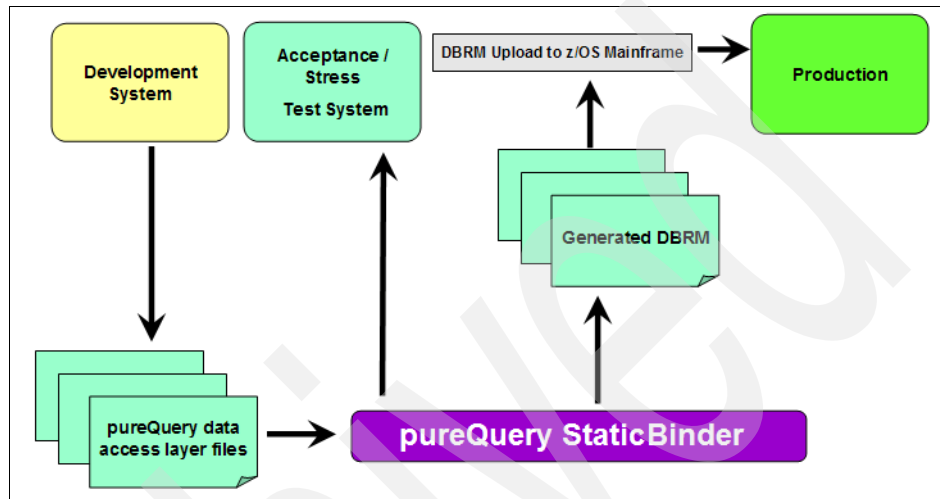 Development
System
Acceptance /
Stress
Test System
DBRM Upload to z/OS Mainframe
Production
Generated DBRM
pureQuery data
access layer files
pureQuery StaticBinder